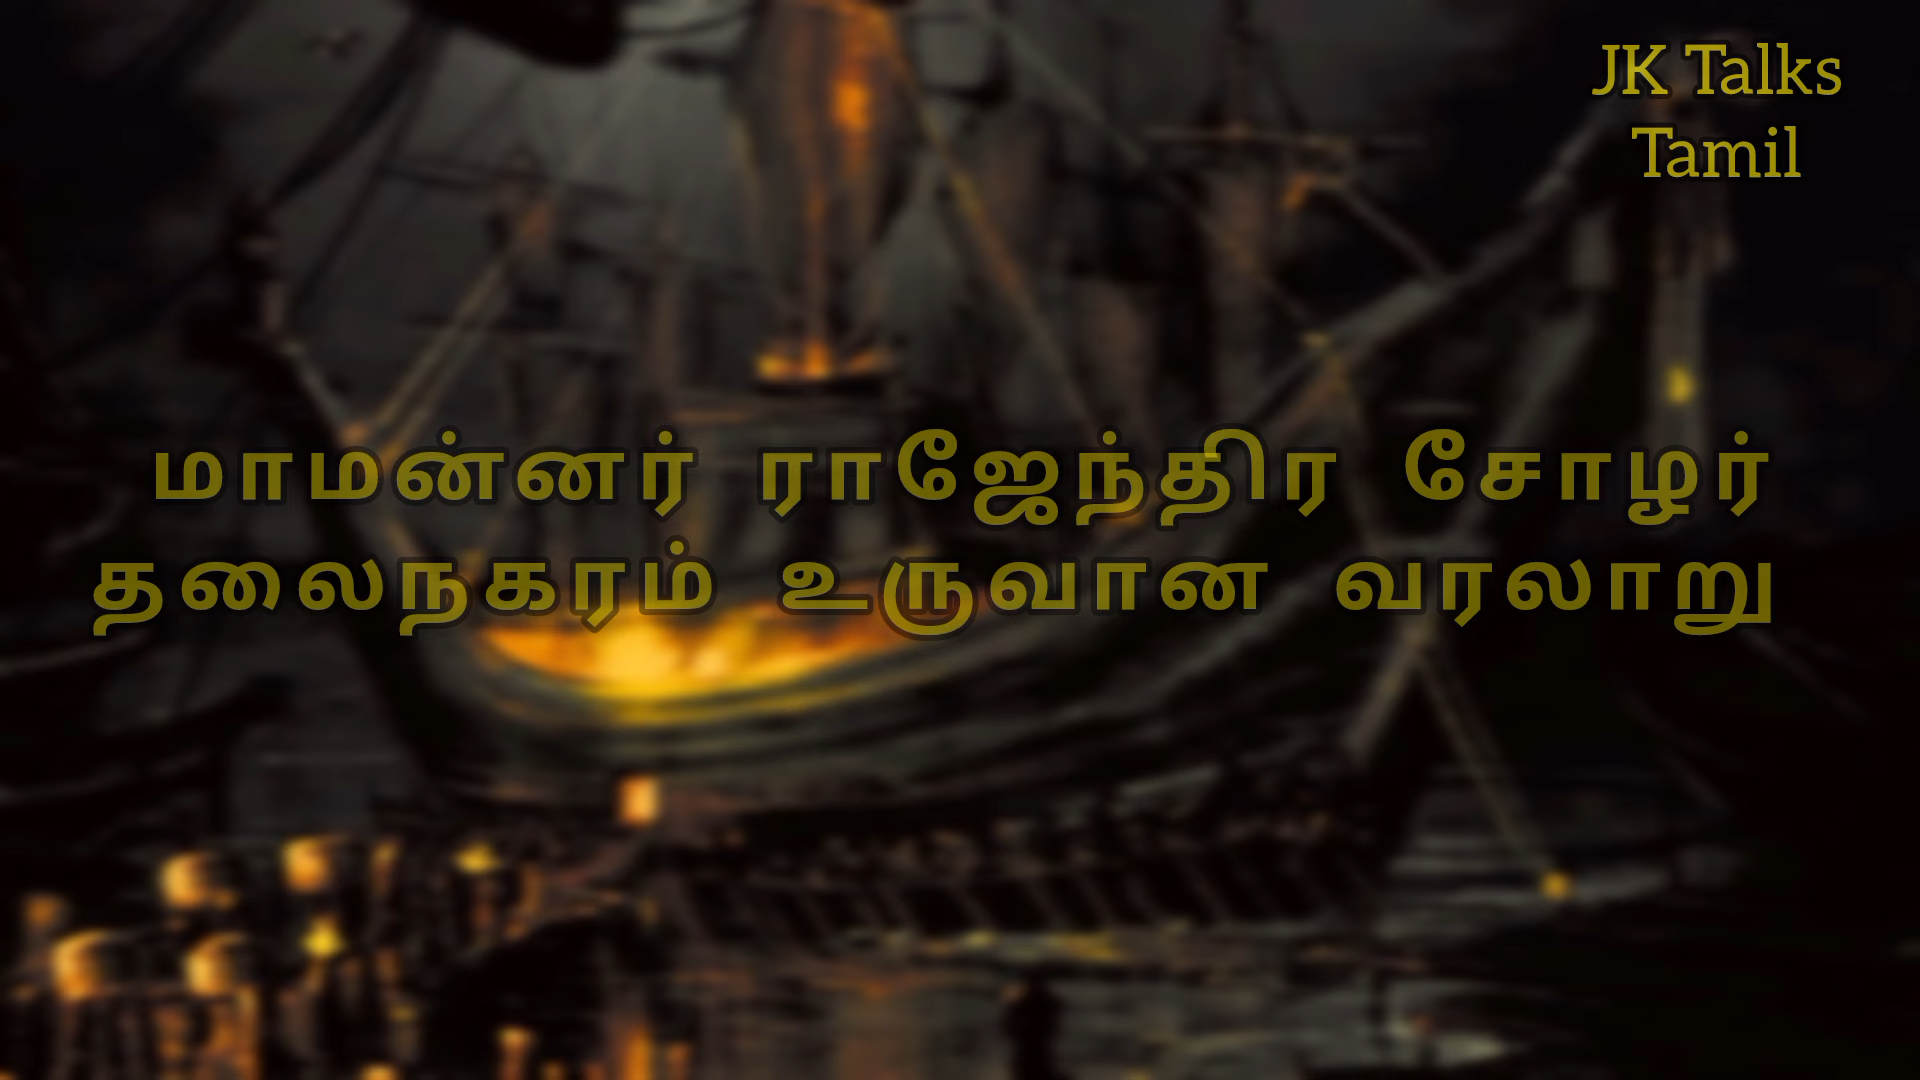 JK Talks
Tamil
மாமன்னர் ராஜேந்திர சோழர்
தலைநகரம் உருவான வரலாறு